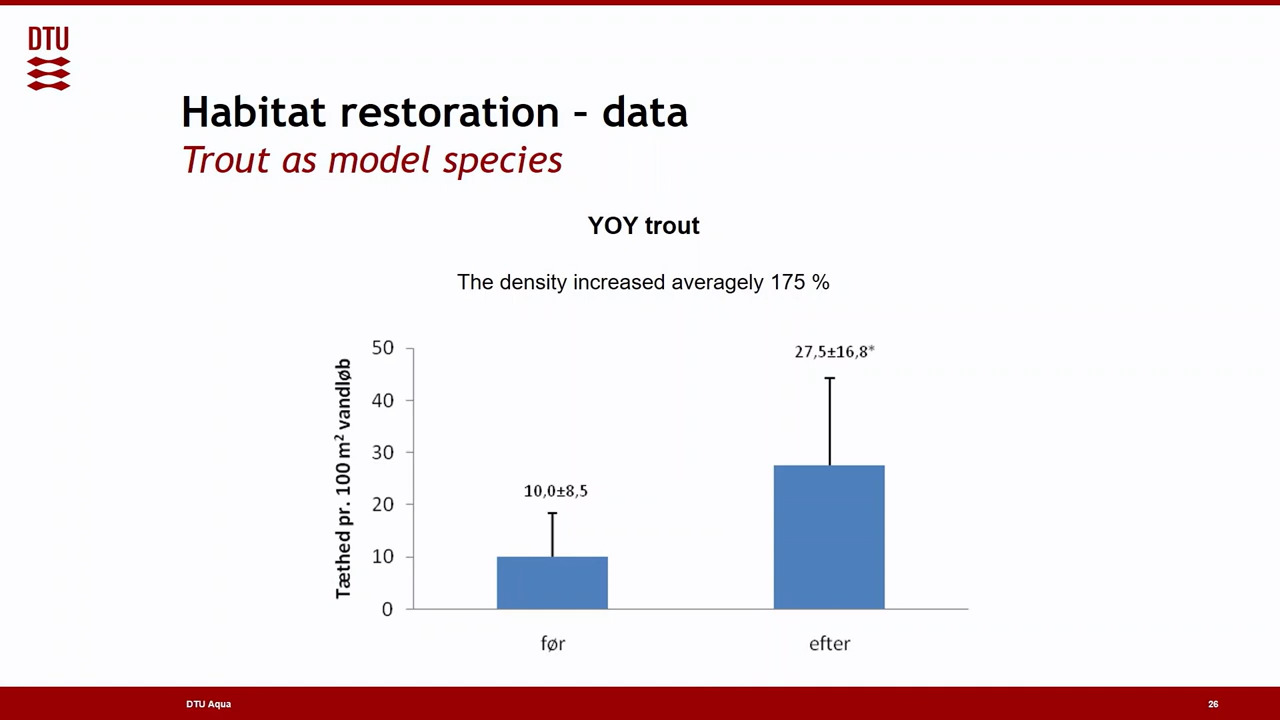 DTU
Habitat restoration – data
Trout as model species
YOY trout
The density increased averagely 175 %
Tæthed pr. 100 m² vandløb
50
40
30
20
10
0
10,0±8,5
27,5±16,8*
før
efter
DTU Aqua
26